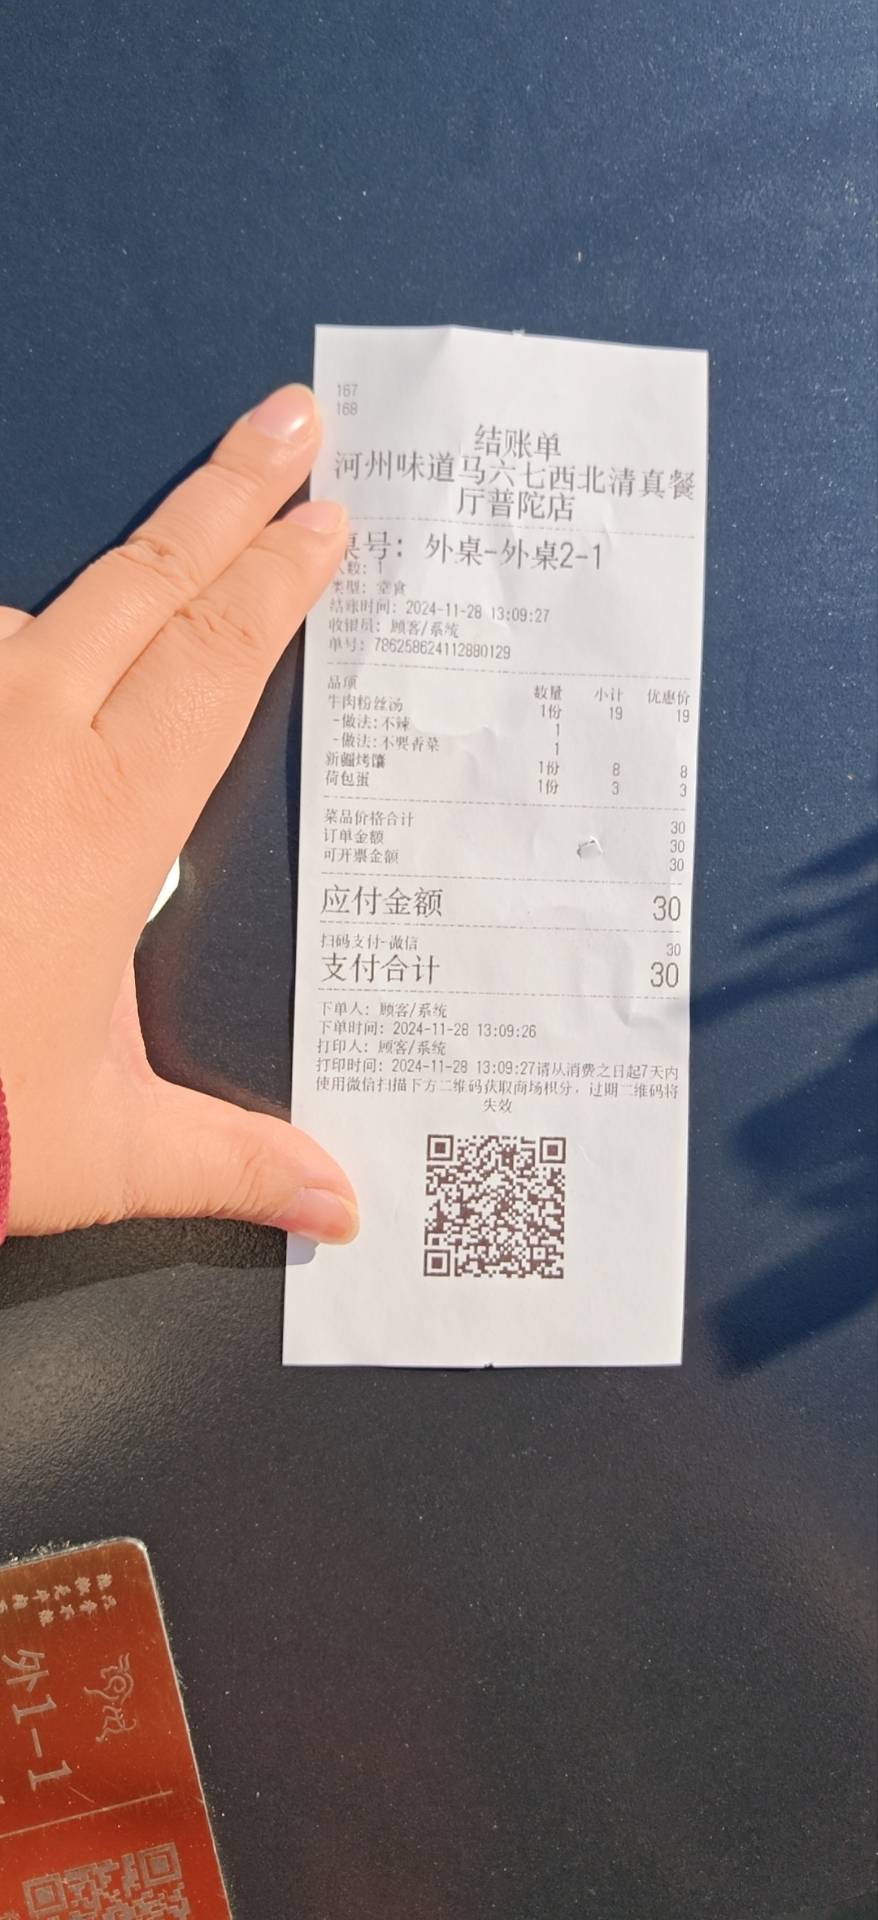 167
168
结账单
河州味道马六七西北清真餐
厅普陀店
桌号: 外桌-外桌2-1
人数: 1
类型: 堂食
结账时间: 2024-11-28 13:09:27
收银员: 顾客/系统
单号: 786258624112880129
品项 数量 小计 优惠价
牛肉粉丝汤 1份 19 19
-做法:不辣 1
-做法:不要香菜 1
新疆烤馕 1份 8 8
荷包蛋 1份 3 3
菜品价格合计 30
订单金额 30
可开票金额 30
应付金额 30
扫码支付-微信 30
支付合计 30
下单人: 顾客/系统
下单时间: 2024-11-28 13:09:26
打印人: 顾客/系统
打印时间: 2024-11-28 13:09:27请从消费之日起7天内
使用微信扫描下方二维码获取商场积分，过期二维码将
失效
外1-1